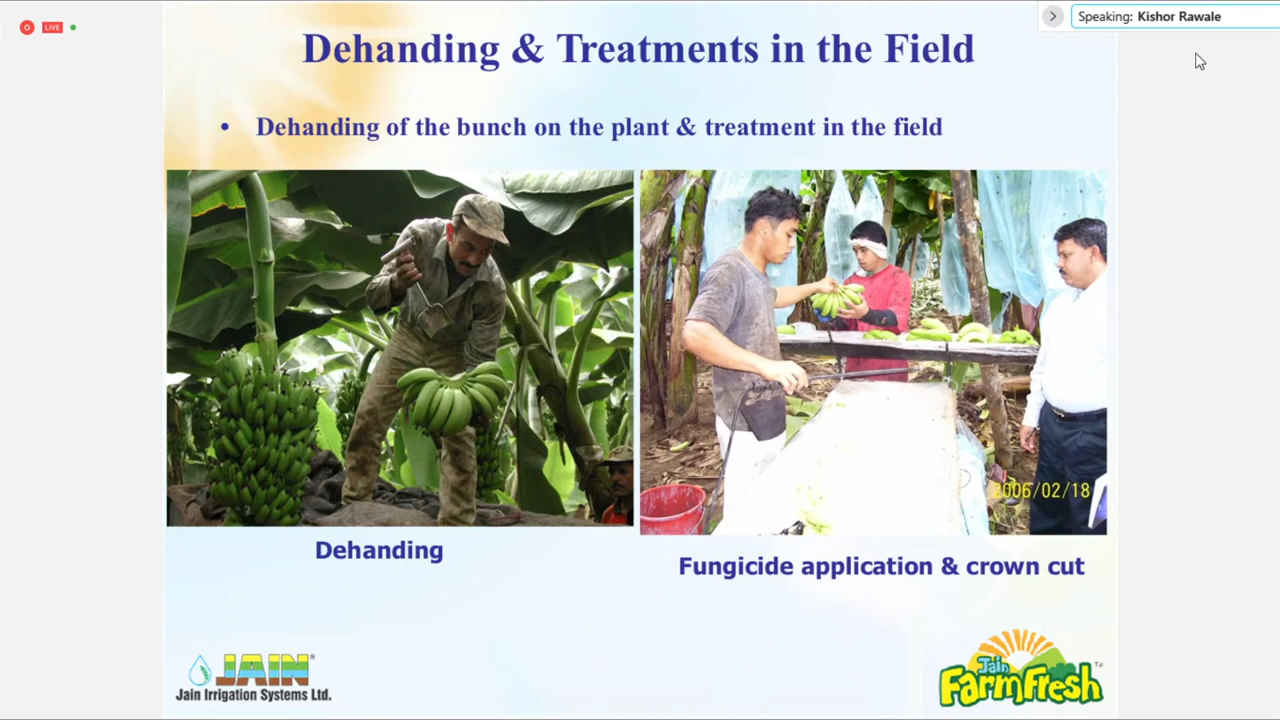 LIVE
Speaking: Kishor Rawale
Dehanding & Treatments in the Field
• Dehanding of the bunch on the plant & treatment in the field
2006/02/18
Dehanding
Fungicide application & crown cut
JAIN®
Jain Irrigation Systems Ltd.
Jain
FarmFresh™